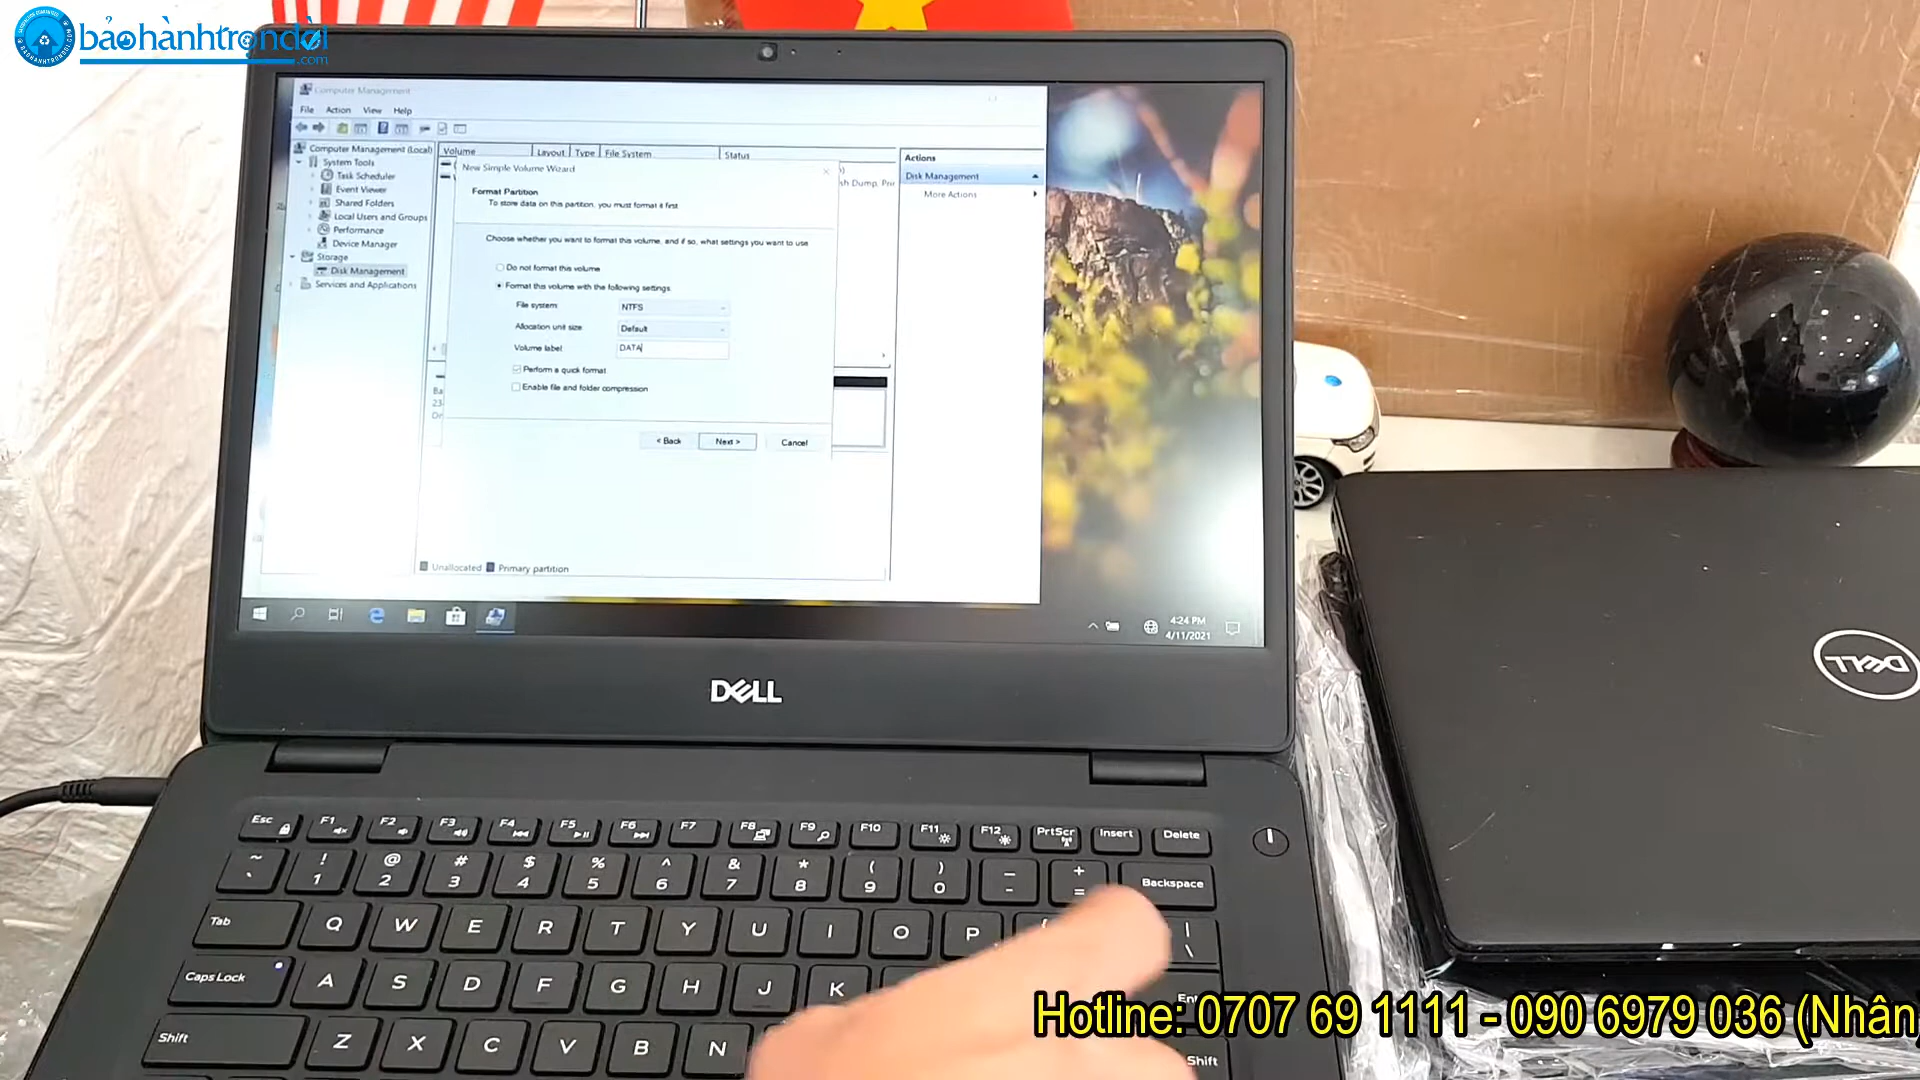 bảohànhtrọnđời
.com
Computer Management
File Action View Help
Computer Management (Local)
System Tools
Task Scheduler
Event Viewer
Shared Folders
Local Users and Groups
Performance
Device Manager
Storage
Disk Management
Services and Applications
Volume Layout Type File System Status
sh Dump, Pri
Actions
Disk Management
More Actions
New Simple Volume Wizard
Format Partition
To store data on this partition, you must format it first.
Choose whether you want to format this volume, and if so, what settings you want to use
Do not format this volume
Format this volume with the following settings
File system NTFS
Allocation unit size Default
Volume label DATA
Perform a quick format
Enable file and folder compression
< Back Next > Cancel
Unallocated Primary partition
4:24 PM
4/11/2021
DELL
DELL
Esc F1 F2 F3 F4 F5 F6 F7 F8 F9 F10 F11 F12 PrtScr Insert Delete
~ ! @ # $ % ^ & * ( ) _ +
` 1 2 3 4 5 6 7 8 9 0 - = Backspace
Tab Q W E R T Y U I O P { | \
Caps Lock A S D F G H J K Ent
Shift Z X C V B N Shift
Hotline: 0707 69 1111 - 090 6979 036 (Nhân